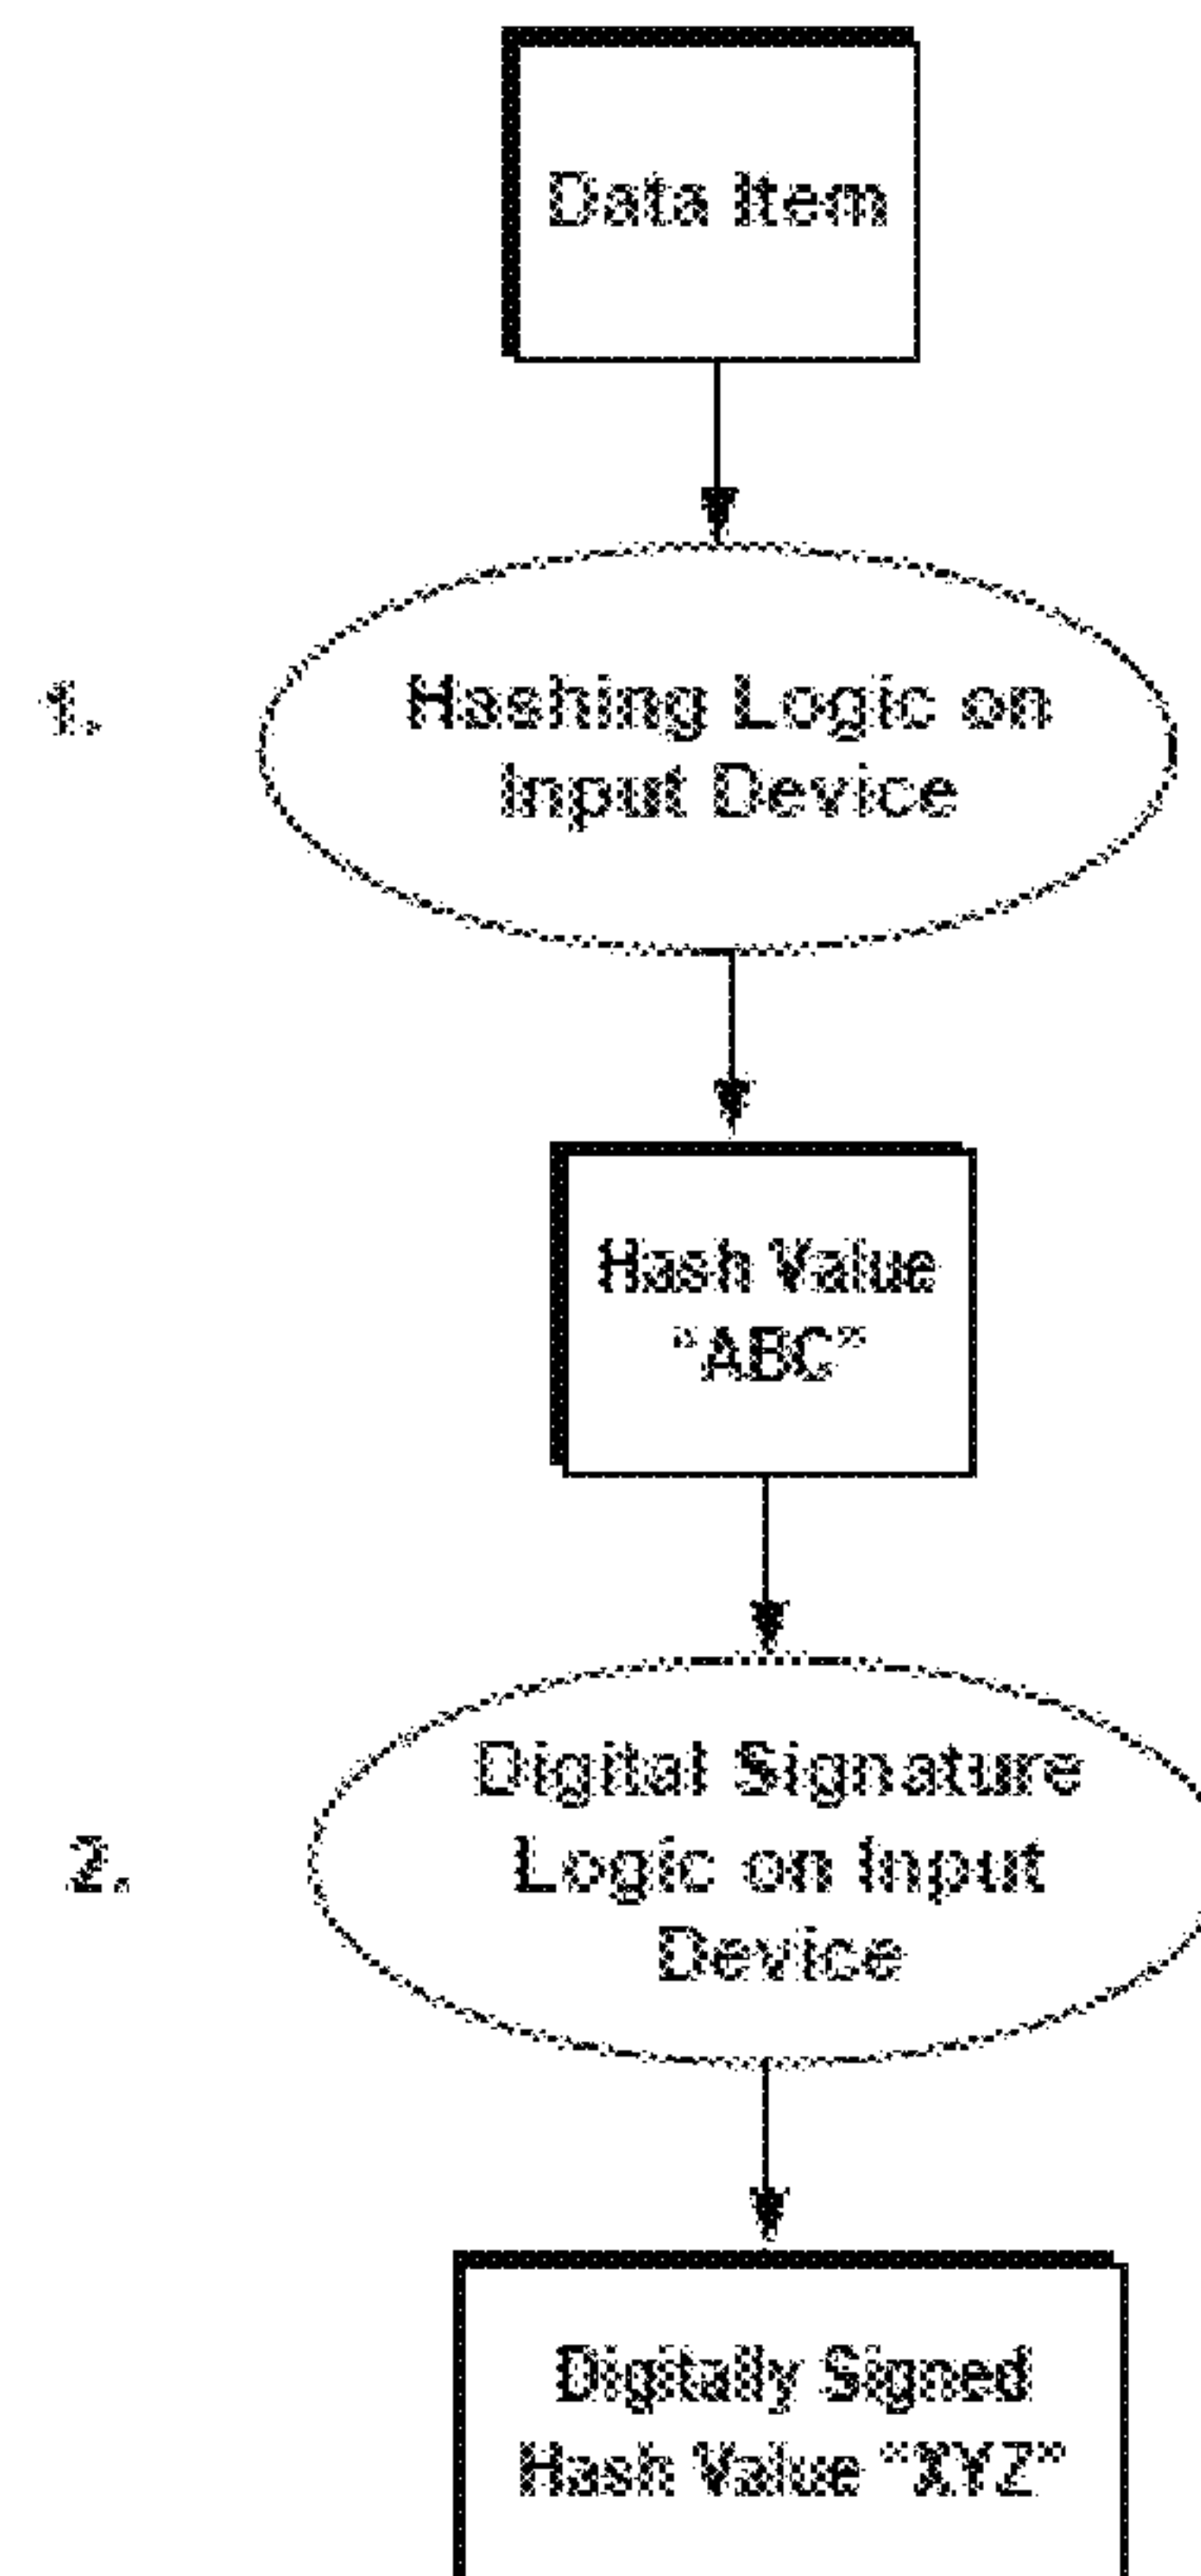 Data Item
1.
Hashing Logic on
Input Device
Hash Value
"ABC"
2.
Digital Signature
Logic on Input
Device
Digitally Signed
Hash Value "XYZ"